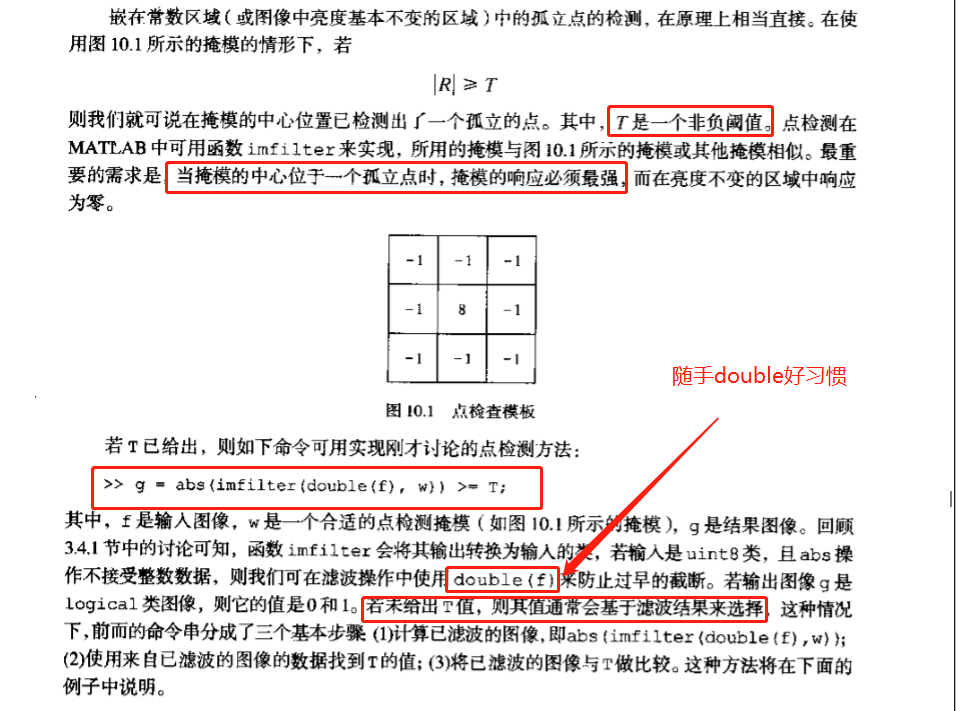 嵌在常数区域(或图像中亮度基本不变的区域)中的孤立点的检测,在原理上相当直接。在使
用图 10.1 所示的掩模的情形下,若
|R| ≥ T
则我们就可说在掩模的中心位置已检测出了一个孤立的点。其中,T 是一个非负阈值。点检测在
MATLAB 中可用函数 imfilter 来实现,所用的掩模与图 10.1 所示的掩模或其他掩模相似。最重
要的需求是,当掩模的中心位于一个孤立点时,掩模的响应必须最强,而在亮度不变的区域中响应
为零。
-1 -1 -1
-1 8 -1
-1 -1 -1
随手double好习惯
图 10.1 点检查模板
若 T 已给出,则如下命令可用实现刚才讨论的点检测方法:
>> g = abs(imfilter(double(f), w)) >= T;
其中,f 是输入图像,w 是一个合适的点检测掩模(如图 10.1 所示的掩模),g 是结果图像。回顾
3.4.1 节中的讨论可知,函数 imfilter 会将其输出转换为输入的类,若输入是 uint8 类,且 abs 操
作不接受整数数据,则我们可在滤波操作中使用 double(f) 来防止过早的截断。若输出图像 g 是
logical 类图像,则它的值是 0 和 1。若未给出 T 值,则其值通常会基于滤波结果来选择,这种情况
下,前面的命令串分成了三个基本步骤:(1)计算已滤波的图像,即 abs(imfilter(double(f),w));
(2)使用来自已滤波的图像的数据找到 T 的值;(3)将已滤波的图像与 T 做比较。这种方法将在下面的
例子中说明。